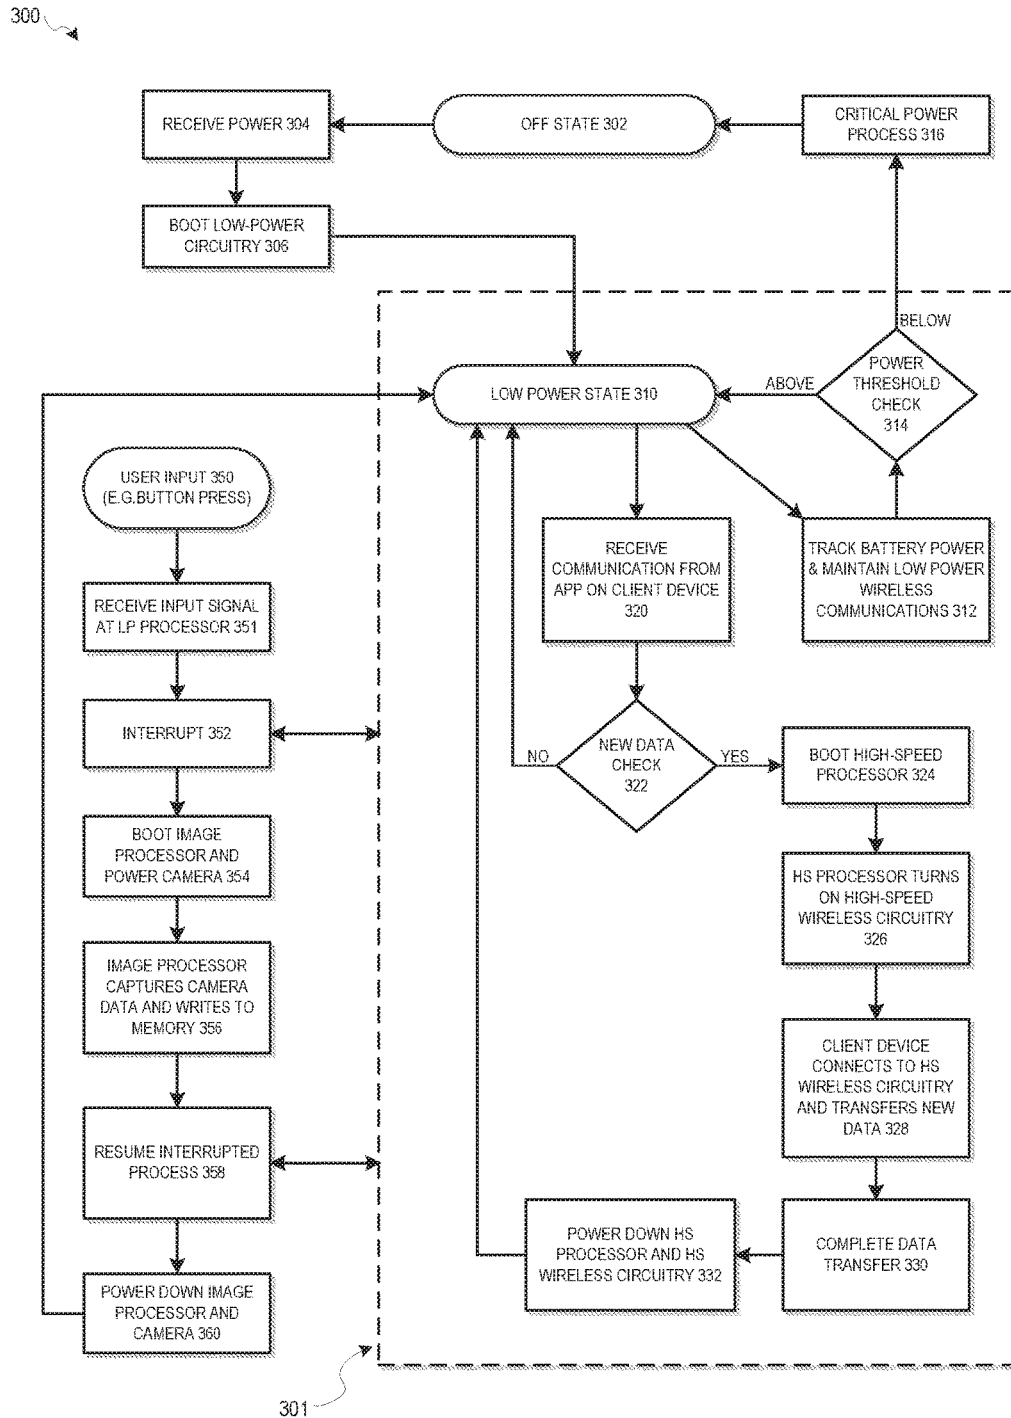 300
RECEIVE POWER 304
OFF STATE 302
CRITICAL POWER
PROCESS 316
BOOT LOW-POWER
CIRCUITRY 306
BELOW
POWER
THRESHOLD
CHECK
314
ABOVE
LOW POWER STATE 310
USER INPUT 350
(E.G.BUTTON PRESS)
RECEIVE
COMMUNICATION FROM
APP ON CLIENT DEVICE
320
TRACK BATTERY POWER
& MAINTAIN LOW POWER
WIRELESS
COMMUNICATIONS 312
RECEIVE INPUT SIGNAL
AT LP PROCESSOR 351
INTERRUPT 352
NEW DATA
CHECK
322
NO
YES
BOOT HIGH-SPEED
PROCESSOR 324
BOOT IMAGE
PROCESSOR AND
POWER CAMERA 354
HS PROCESSOR TURNS
ON HIGH-SPEED
WIRELESS CIRCUITRY
326
IMAGE PROCESSOR
CAPTURES CAMERA
DATA AND WRITES TO
MEMORY 356
CLIENT DEVICE
CONNECTS TO HS
WIRELESS CIRCUITRY
AND TRANSFERS NEW
DATA 328
RESUME INTERRUPTED
PROCESS 358
POWER DOWN HS
PROCESSOR AND HS
WIRELESS CIRCUITRY 332
COMPLETE DATA
TRANSFER 330
POWER DOWN IMAGE
PROCESSOR AND
CAMERA 360
301